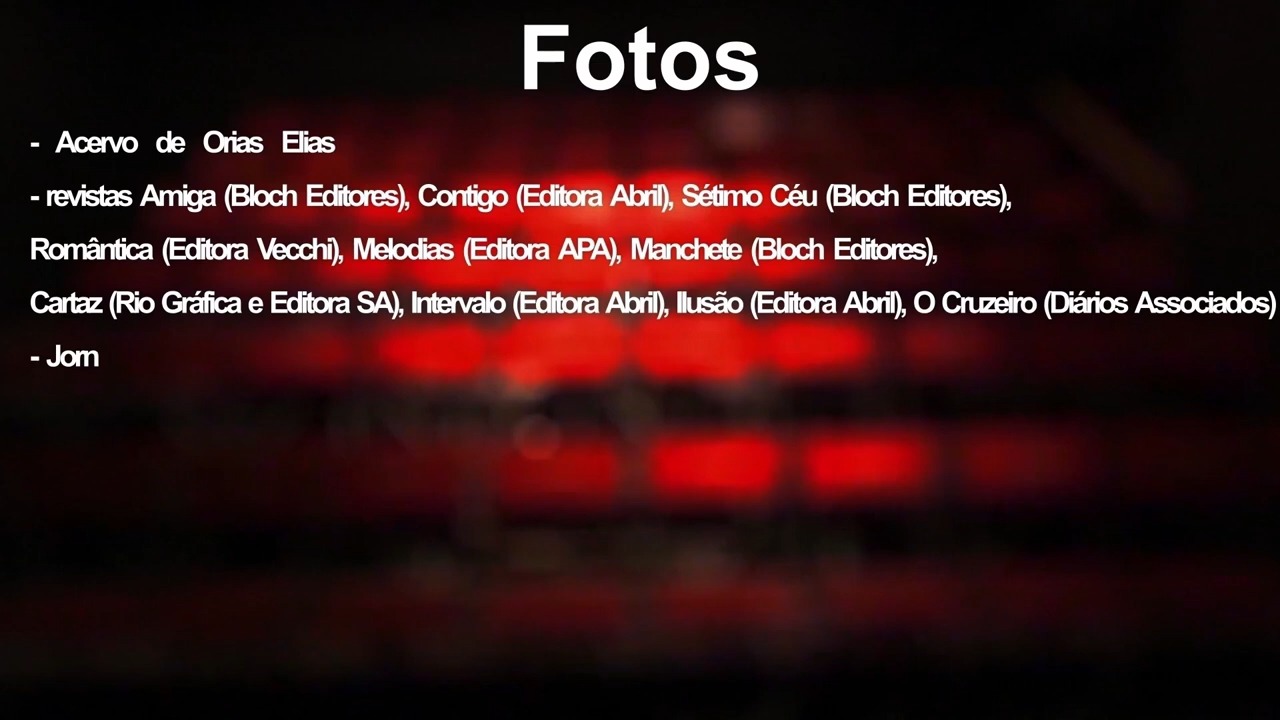 Fotos
- Acervo de Orias Elias
- revistas Amiga (Bloch Editores), Contigo (Editora Abril), Sétimo Céu (Bloch Editores),
Romântica (Editora Vecchi), Melodias (Editora APA), Manchete (Bloch Editores),
Cartaz (Rio Gráfica e Editora SA), Intervalo (Editora Abril), Ilusão (Editora Abril), O Cruzeiro (Diários Associados)
- Jorn